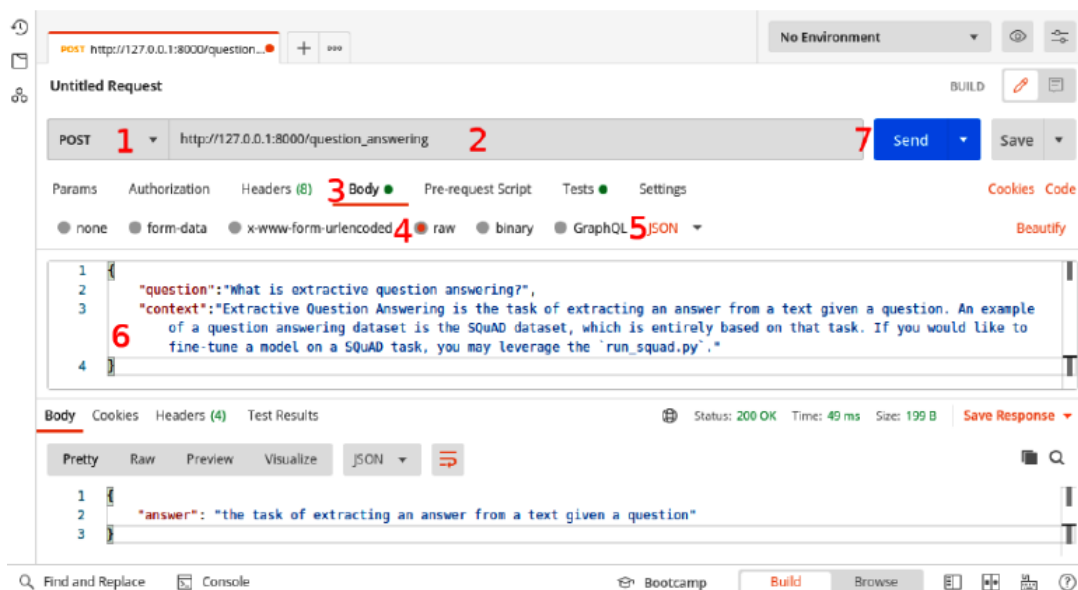 POST http://127.0.0.1:8000/question...
No Environment
Untitled Request
BUILD
POST 1 http://127.0.0.1:8000/question_answering 2 7 Send Save
Params Authorization Headers (8) 3 Body Pre-request Script Tests Settings Cookies Code
none form-data x-www-form-urlencoded 4 raw binary GraphQL 5 JSON Beautify
1 {
2 "question":"What is extractive question answering?",
3 "context":"Extractive Question Answering is the task of extracting an answer from a text given a question. An example
of a question answering dataset is the SQuAD dataset, which is entirely based on that task. If you would like to
6 fine-tune a model on a SQuAD task, you may leverage the `run_squad.py`."
4 }
Body Cookies Headers (4) Test Results Status: 200 OK Time: 49 ms Size: 199 B Save Response
Pretty Raw Preview Visualize JSON
1 {
2 "answer": "the task of extracting an answer from a text given a question"
3 }
Find and Replace Console Bootcamp Build Browse